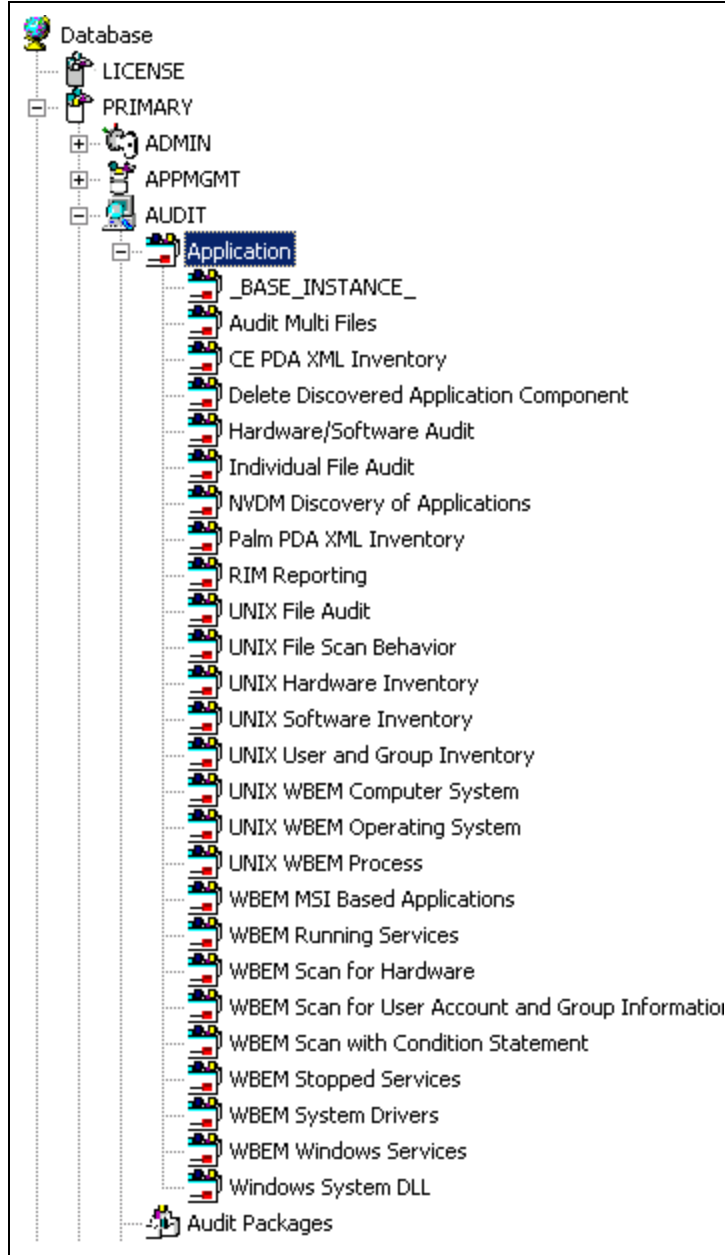 Database
LICENSE
PRIMARY
ADMIN
APPMGMT
AUDIT
Application
_BASE_INSTANCE_
Audit Multi Files
CE PDA XML Inventory
Delete Discovered Application Component
Hardware/Software Audit
Individual File Audit
NVDM Discovery of Applications
Palm PDA XML Inventory
RIM Reporting
UNIX File Audit
UNIX File Scan Behavior
UNIX Hardware Inventory
UNIX Software Inventory
UNIX User and Group Inventory
UNIX WBEM Computer System
UNIX WBEM Operating System
UNIX WBEM Process
WBEM MSI Based Applications
WBEM Running Services
WBEM Scan for Hardware
WBEM Scan for User Account and Group Information
WBEM Scan with Condition Statement
WBEM Stopped Services
WBEM System Drivers
WBEM Windows Services
Windows System DLL
Audit Packages